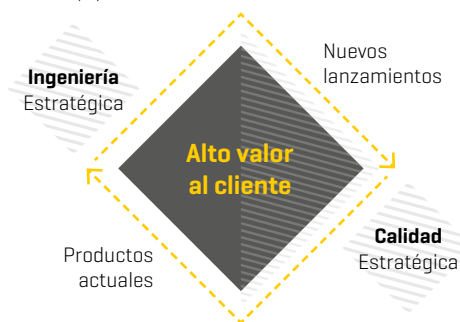 Nuevos
lanzamientos
Ingeniería
Estratégica
Alto valor
al cliente
Calidad
Estratégica
Productos
actuales